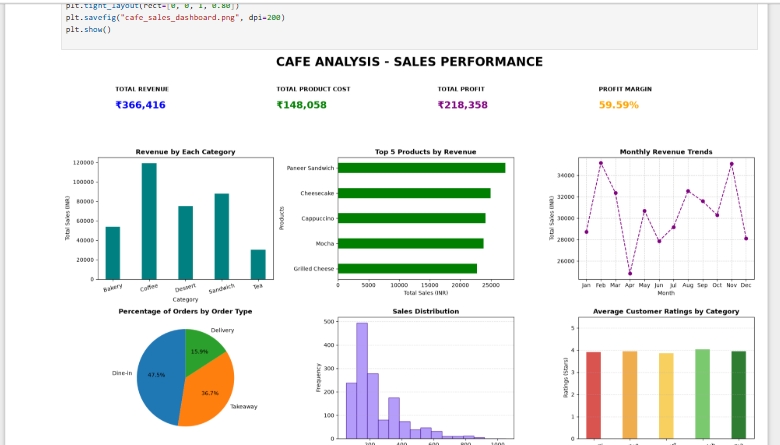 plt.tight_layout(rect=[0, 0, 1, 0.80])
plt.savefig("cafe_sales_dashboard.png", dpi=200)
plt.show()
CAFE ANALYSIS - SALES PERFORMANCE
TOTAL REVENUE TOTAL PRODUCT COST TOTAL PROFIT PROFIT MARGIN
₹366,416 ₹148,058 ₹218,358 59.59%
Revenue by Each Category
Total Sales (INR)
120000
100000
80000
60000
40000
20000
0
Bakery Coffee Dessert Sandwich Tea
Category
Top 5 Products by Revenue
Products
Paneer Sandwich
Cheesecake
Cappuccino
Mocha
Grilled Cheese
0 5000 10000 15000 20000 25000
Total Sales (INR)
Monthly Revenue Trends
Total Sales (INR)
34000
32000
30000
28000
26000
Jan Feb Mar Apr May Jun Jul Aug Sep Oct Nov Dec
Month
Percentage of Orders by Order Type
Delivery
15.9%
Dine-in
47.5%
36.7%
Takeaway
Sales Distribution
Frequency
500
400
300
200
100
0
200 400 600 800 1000
Average Customer Ratings by Category
Ratings (Stars)
5
4
3
2
1
0